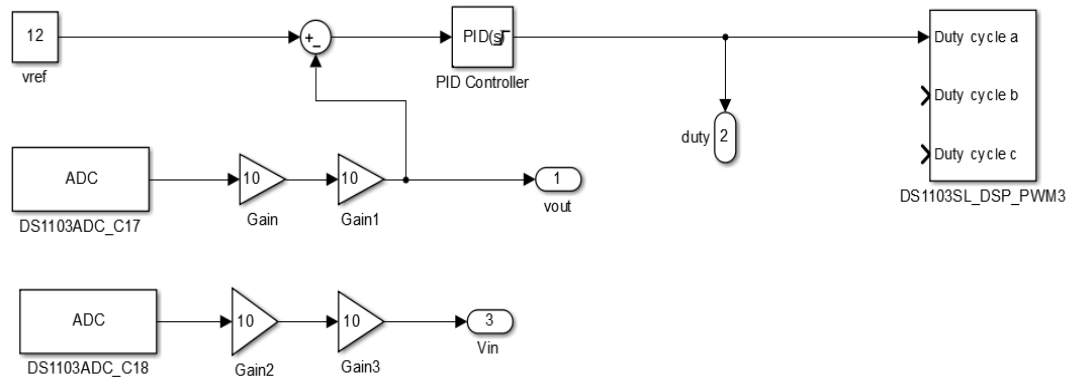 12
vref
+
-
PID(s)
PID Controller
Duty cycle a
Duty cycle b
Duty cycle c
DS1103SL_DSP_PWM3
duty
2
ADC
DS1103ADC_C17
10
Gain
10
Gain1
1
vout
ADC
DS1103ADC_C18
10
Gain2
10
Gain3
3
Vin